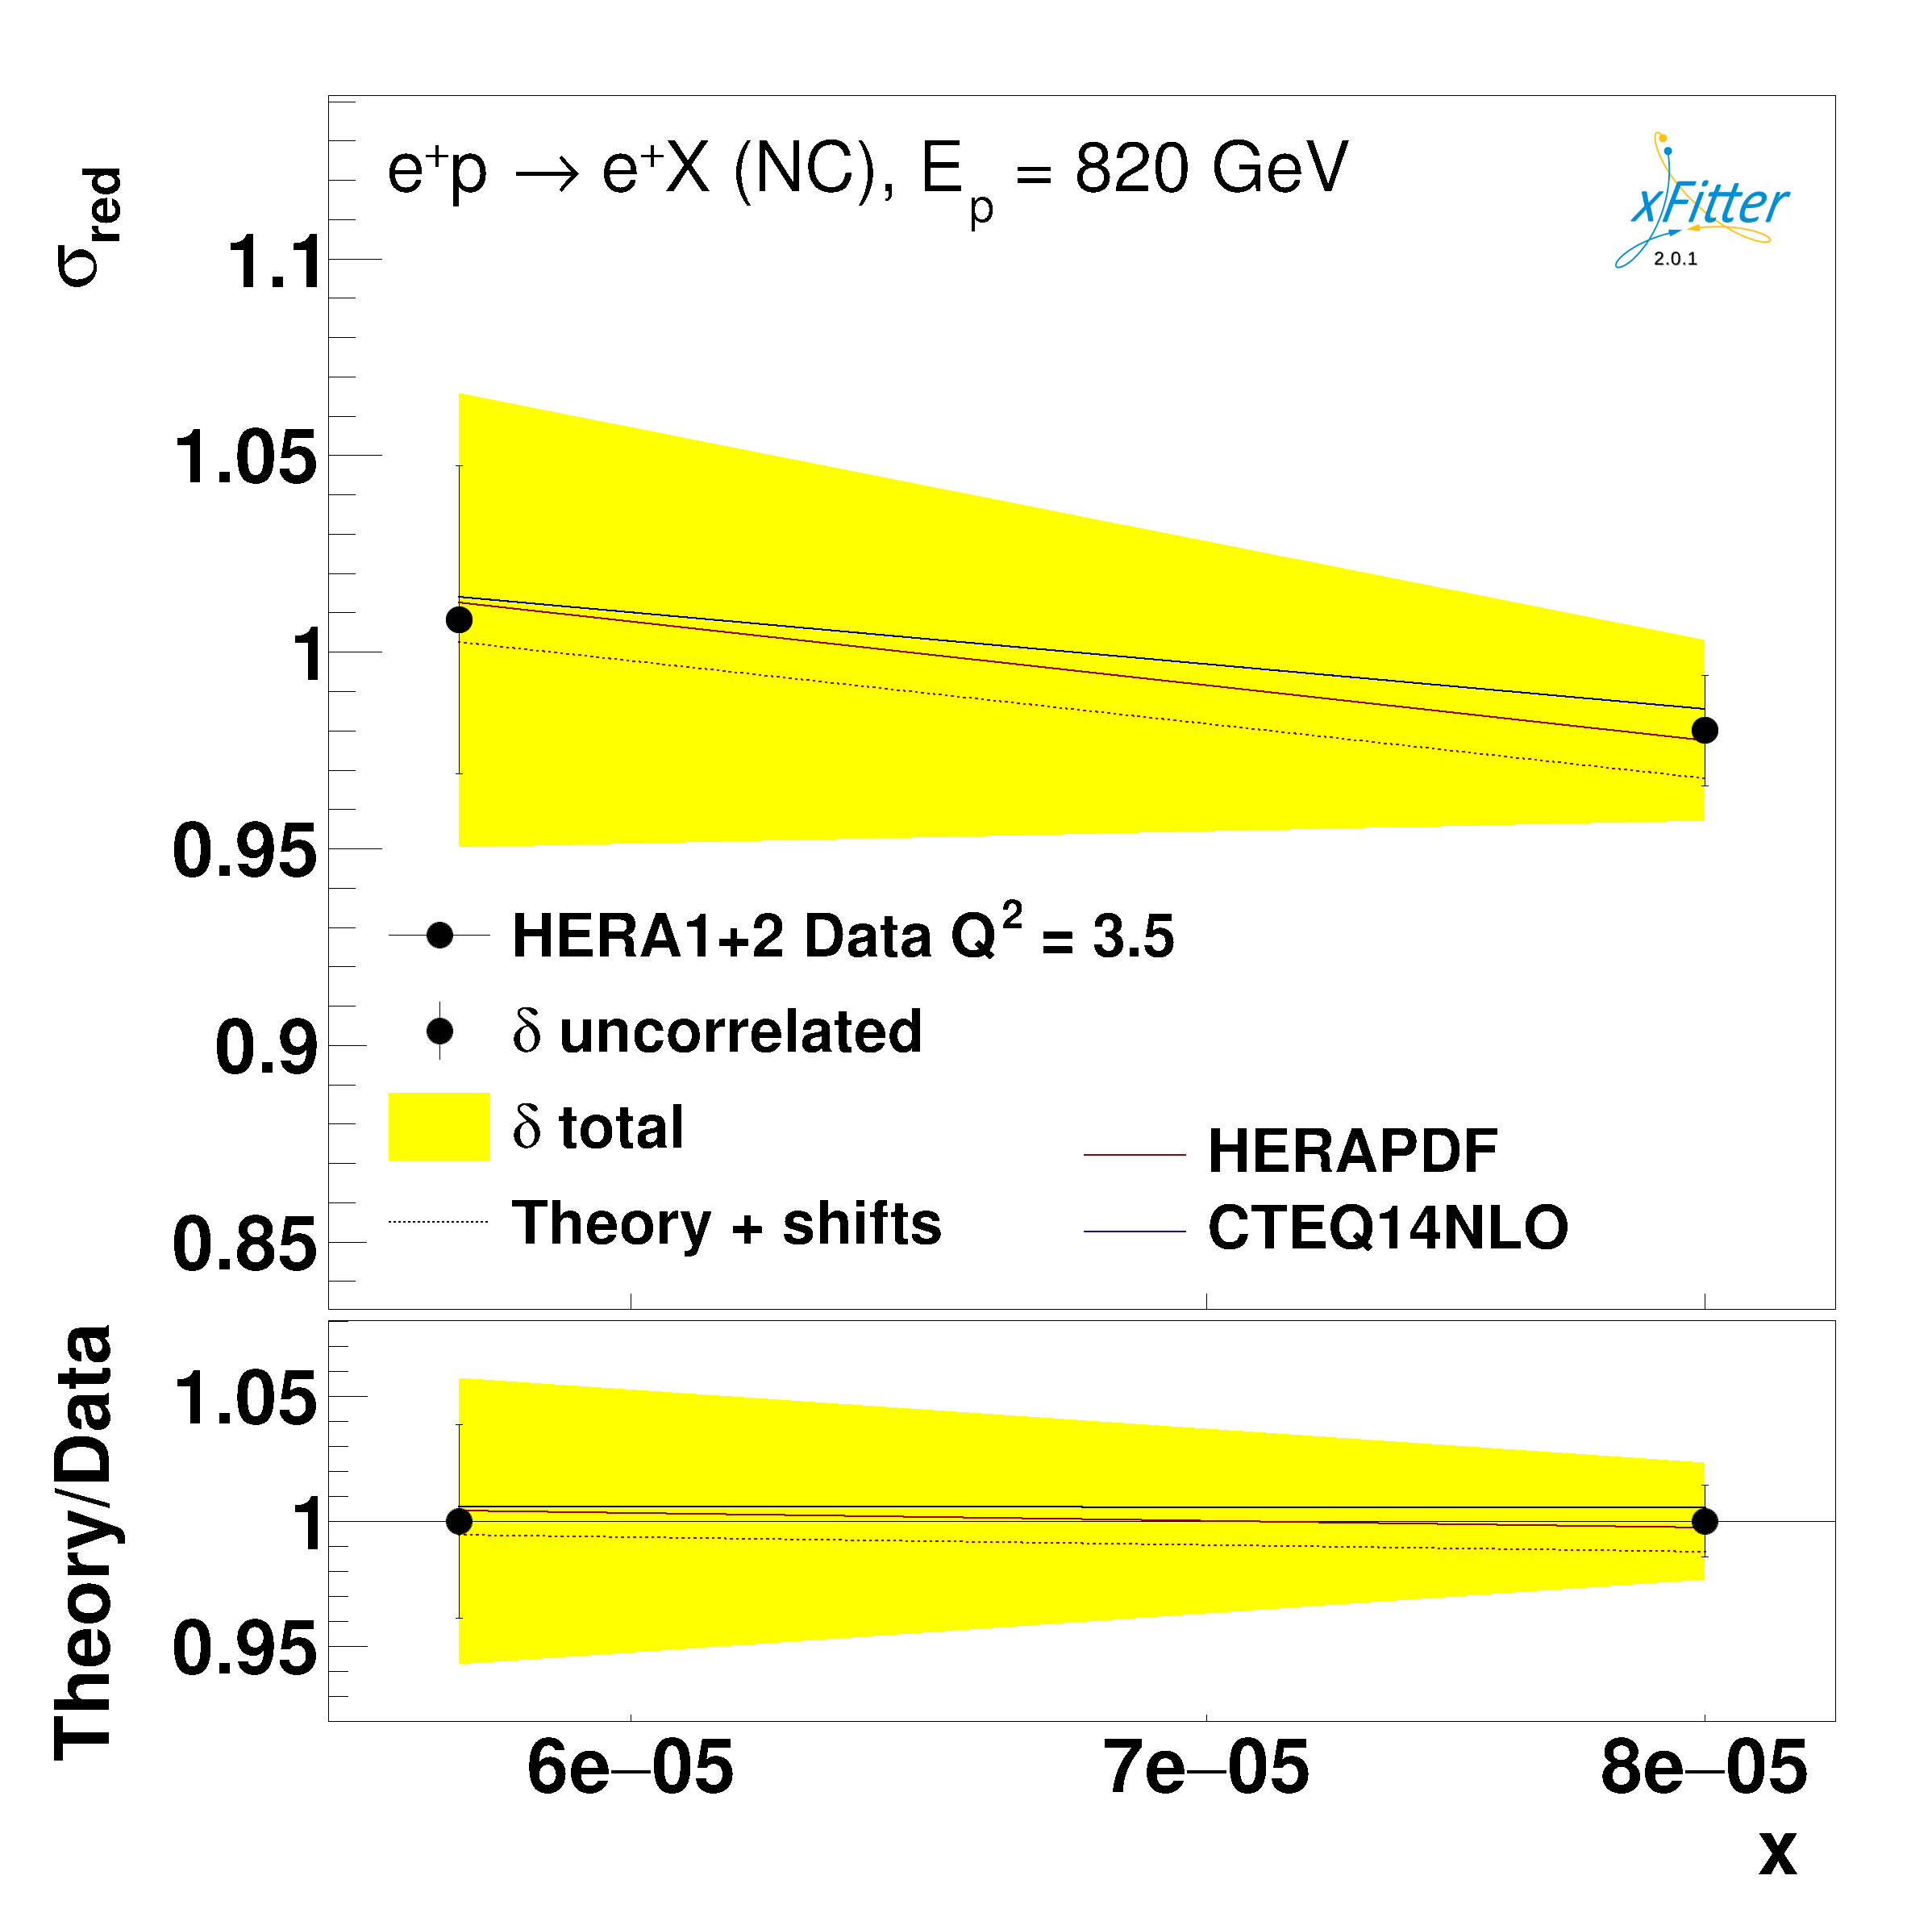 e⁺p → e⁺X (NC), Eₚ = 820 GeV
xFitter
2.0.1
σred
1.1
1.05
1
0.95
0.9
0.85
HERA1+2 Data Q² = 3.5
δ uncorrelated
δ total
Theory + shifts
HERAPDF
CTEQ14NLO
Theory/Data
1.05
1
0.95
6e−05 7e−05 8e−05
x